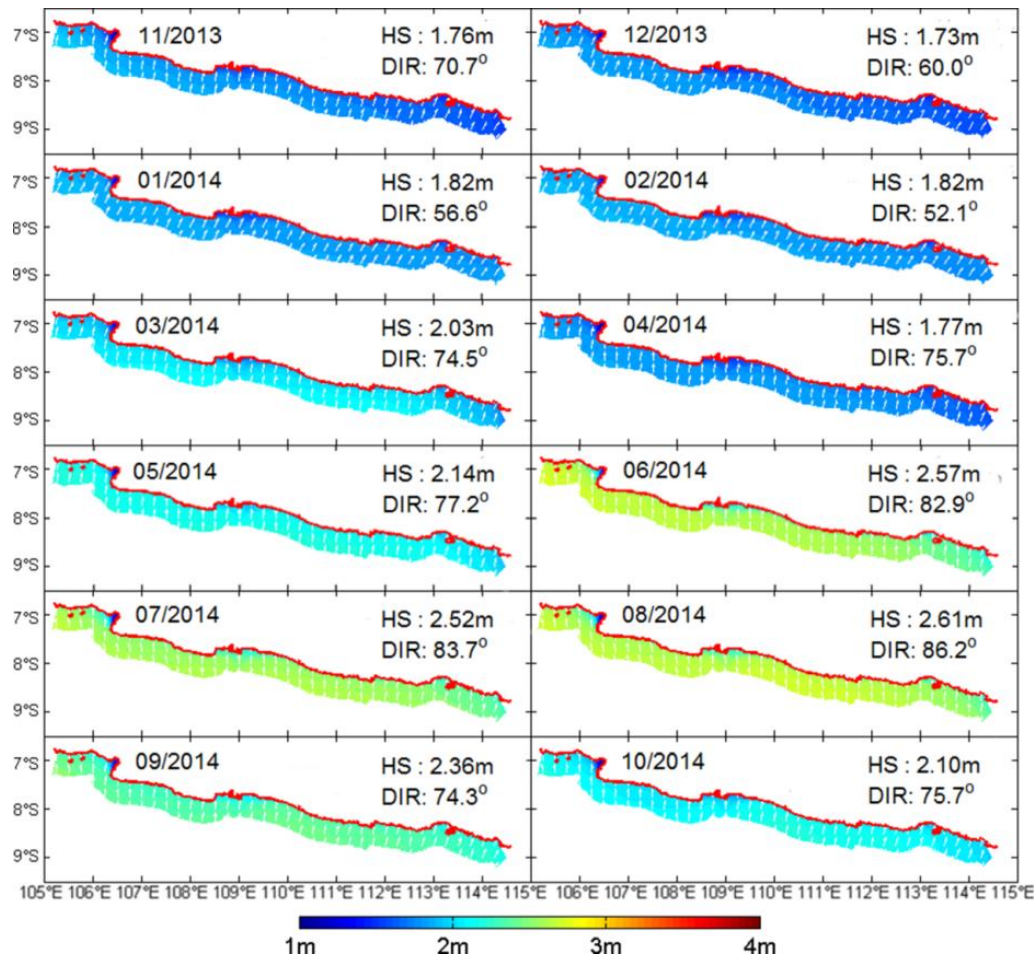 7°S
8°S
9°S
11/2013
HS : 1.76m
DIR: 70.7°
12/2013
HS : 1.73m
DIR: 60.0°
7°S
8°S
9°S
01/2014
HS : 1.82m
DIR: 56.6°
02/2014
HS : 1.82m
DIR: 52.1°
7°S
8°S
9°S
03/2014
HS : 2.03m
DIR: 74.5°
04/2014
HS : 1.77m
DIR: 75.7°
7°S
8°S
9°S
05/2014
HS : 2.14m
DIR: 77.2°
06/2014
HS : 2.57m
DIR: 82.9°
7°S
8°S
9°S
07/2014
HS : 2.52m
DIR: 83.7°
08/2014
HS : 2.61m
DIR: 86.2°
7°S
8°S
9°S
09/2014
HS : 2.36m
DIR: 74.3°
10/2014
HS : 2.10m
DIR: 75.7°
105°E 106°E 107°E 108°E 109°E 110°E 111°E 112°E 113°E 114°E 115°E 106°E 107°E 108°E 109°E 110°E 111°E 112°E 113°E 114°E 115°E
1m 2m 3m 4m